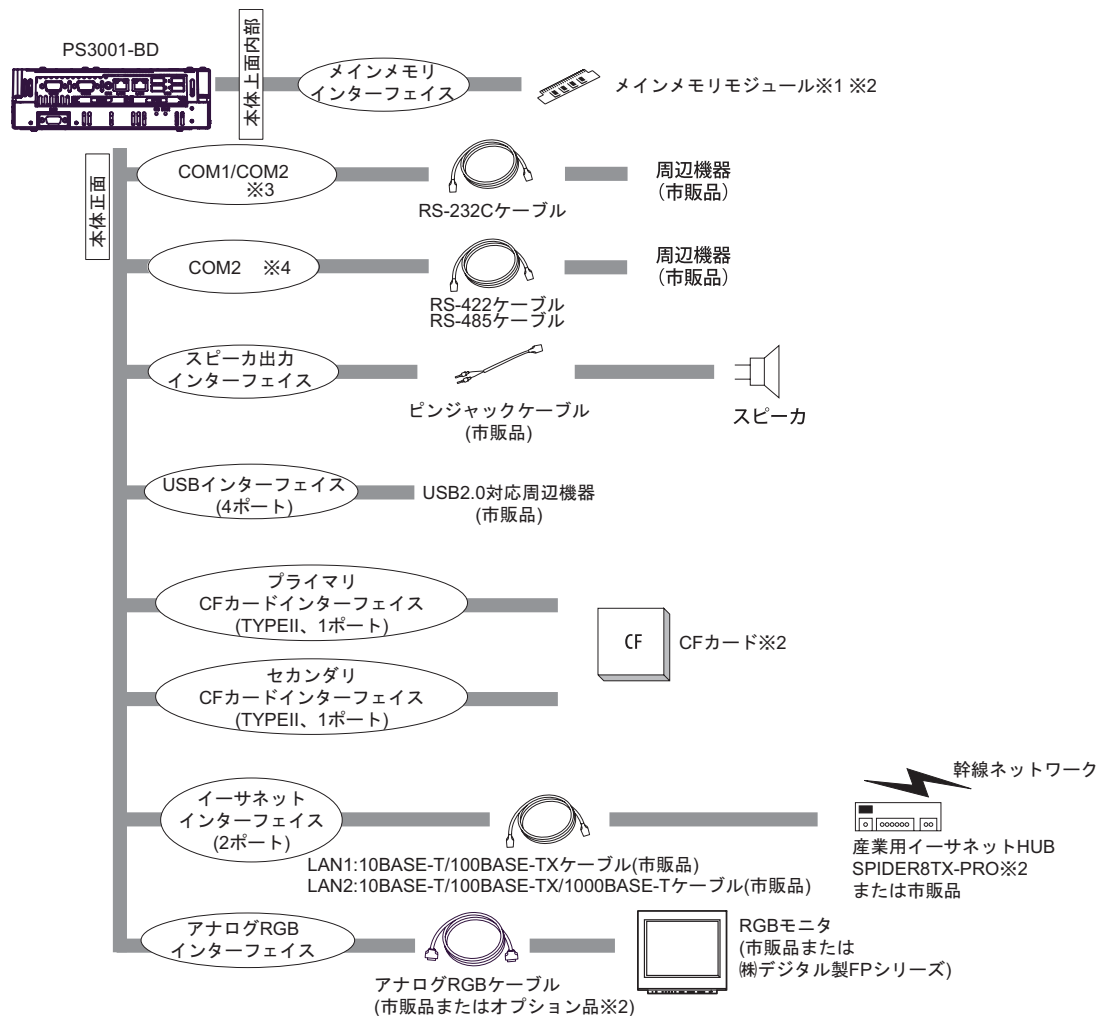 PS3001-BD
本体上面内部
メインメモリ
インターフェイス
メインメモリモジュール※1 ※2
本体正面
COM1/COM2
※3
RS-232Cケーブル
周辺機器
(市販品)
COM2 ※4
RS-422ケーブル
RS-485ケーブル
周辺機器
(市販品)
スピーカ出力
インターフェイス
ピンジャックケーブル
(市販品)
スピーカ
USBインターフェイス
(4ポート)
USB2.0対応周辺機器
(市販品)
プライマリ
CFカードインターフェイス
(TYPEII、1ポート)
CF
CFカード※2
セカンダリ
CFカードインターフェイス
(TYPEII、1ポート)
イーサネット
インターフェイス
(2ポート)
LAN1:10BASE-T/100BASE-TXケーブル(市販品)
LAN2:10BASE-T/100BASE-TX/1000BASE-Tケーブル(市販品)
幹線ネットワーク
産業用イーサネットHUB
SPIDER8TX-PRO※2
または市販品
アナログRGB
インターフェイス
アナログRGBケーブル
(市販品またはオプション品※2)
RGBモニタ
(市販品または
㈱デジタル製FPシリーズ)